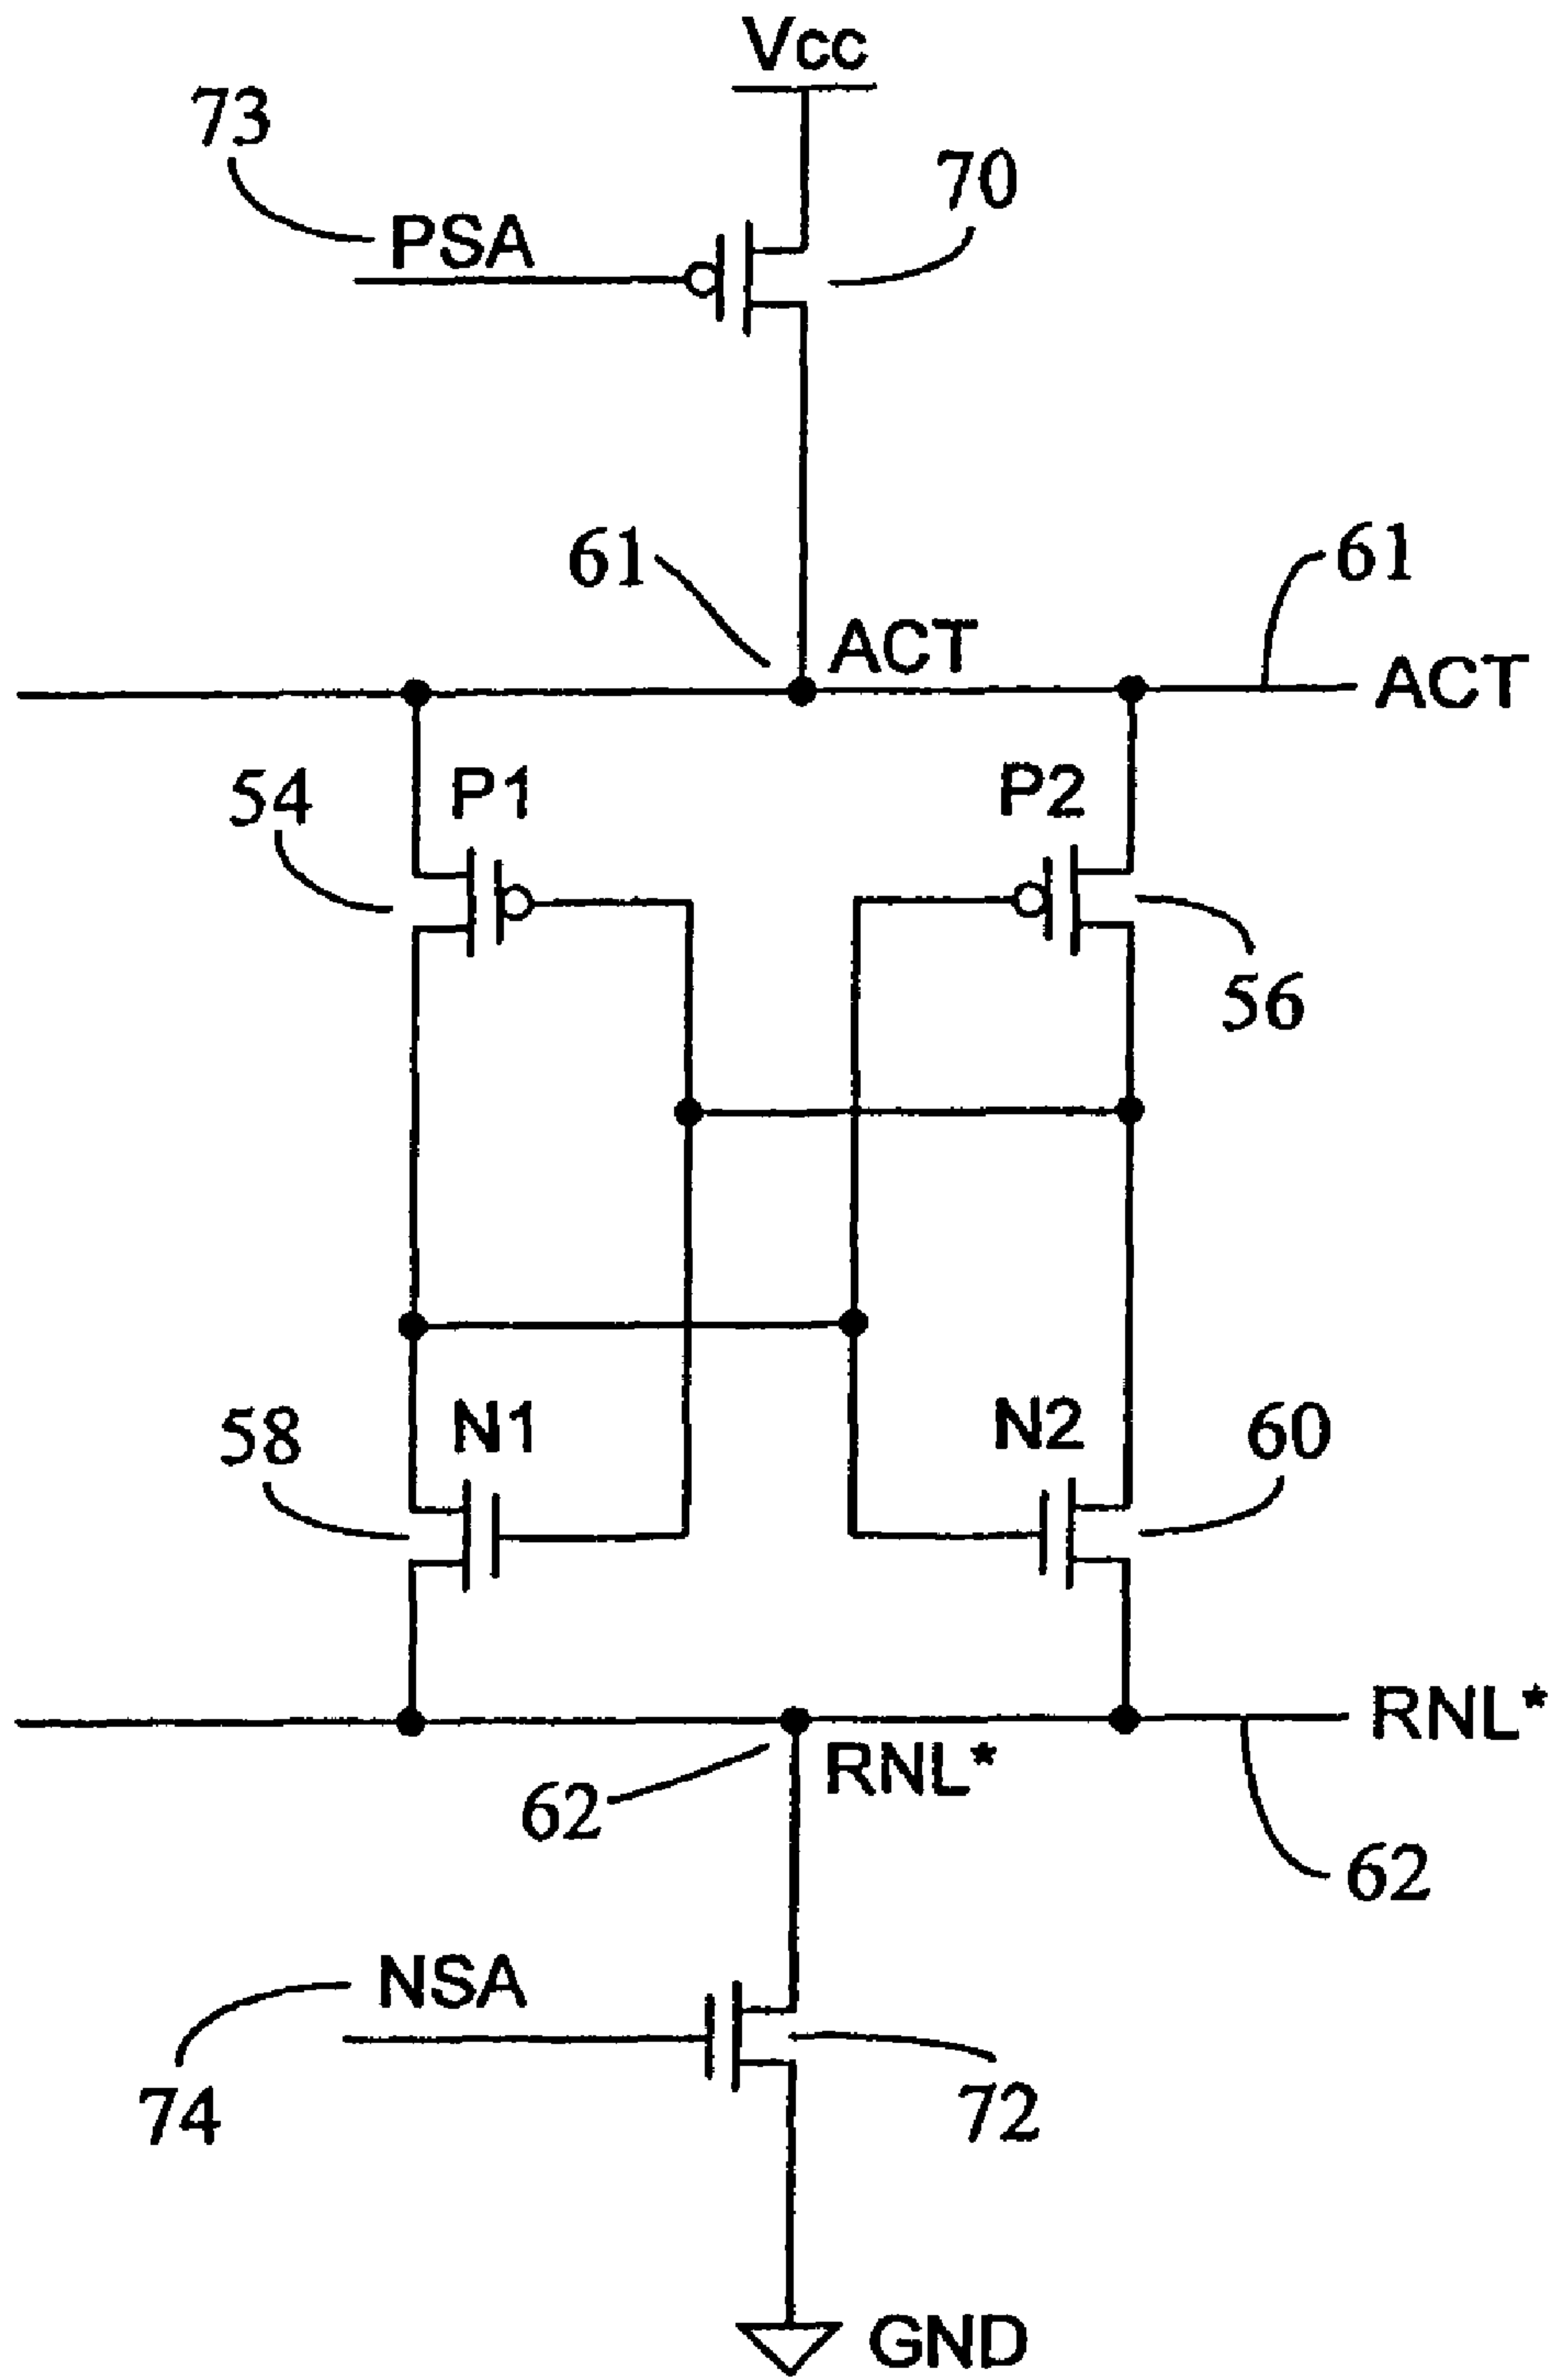 Vcc
73
70
PSA
61
61
ACT
ACT
P1
P2
54
56
N1
N2
58
60
RNL*
RNL*
62
62
NSA
74
72
GND